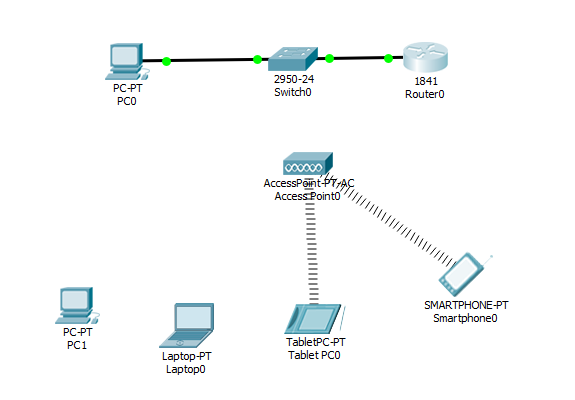 PC-PT
PC0
2950-24
Switch0
1841
Router0
AccessPoint-PT-AC
Access Point0
SMARTPHONE-PT
Smartphone0
PC-PT
PC1
Laptop-PT
Laptop0
TabletPC-PT
Tablet PC0